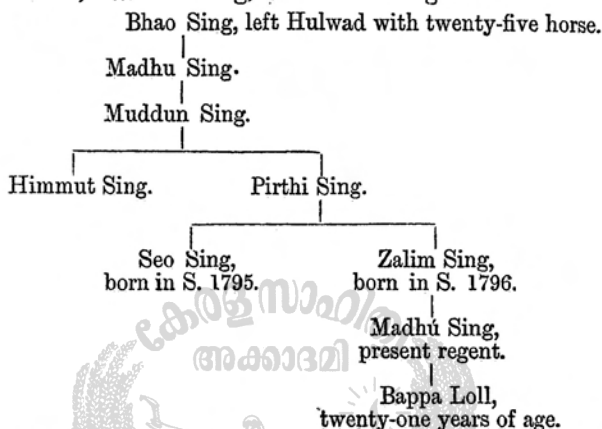 Bhao Sing, left Hulwad with twenty-five horse.
Madhu Sing.
Muddun Sing.
Himmut Sing. Pirthi Sing.
Seo Sing, Zalim Sing,
born in S. 1795. born in S. 1796.
Madhú Sing,
present regent.
Bappa Loll,
twenty-one years of age.
കേരള സാഹിത്യ
അക്കാദമി